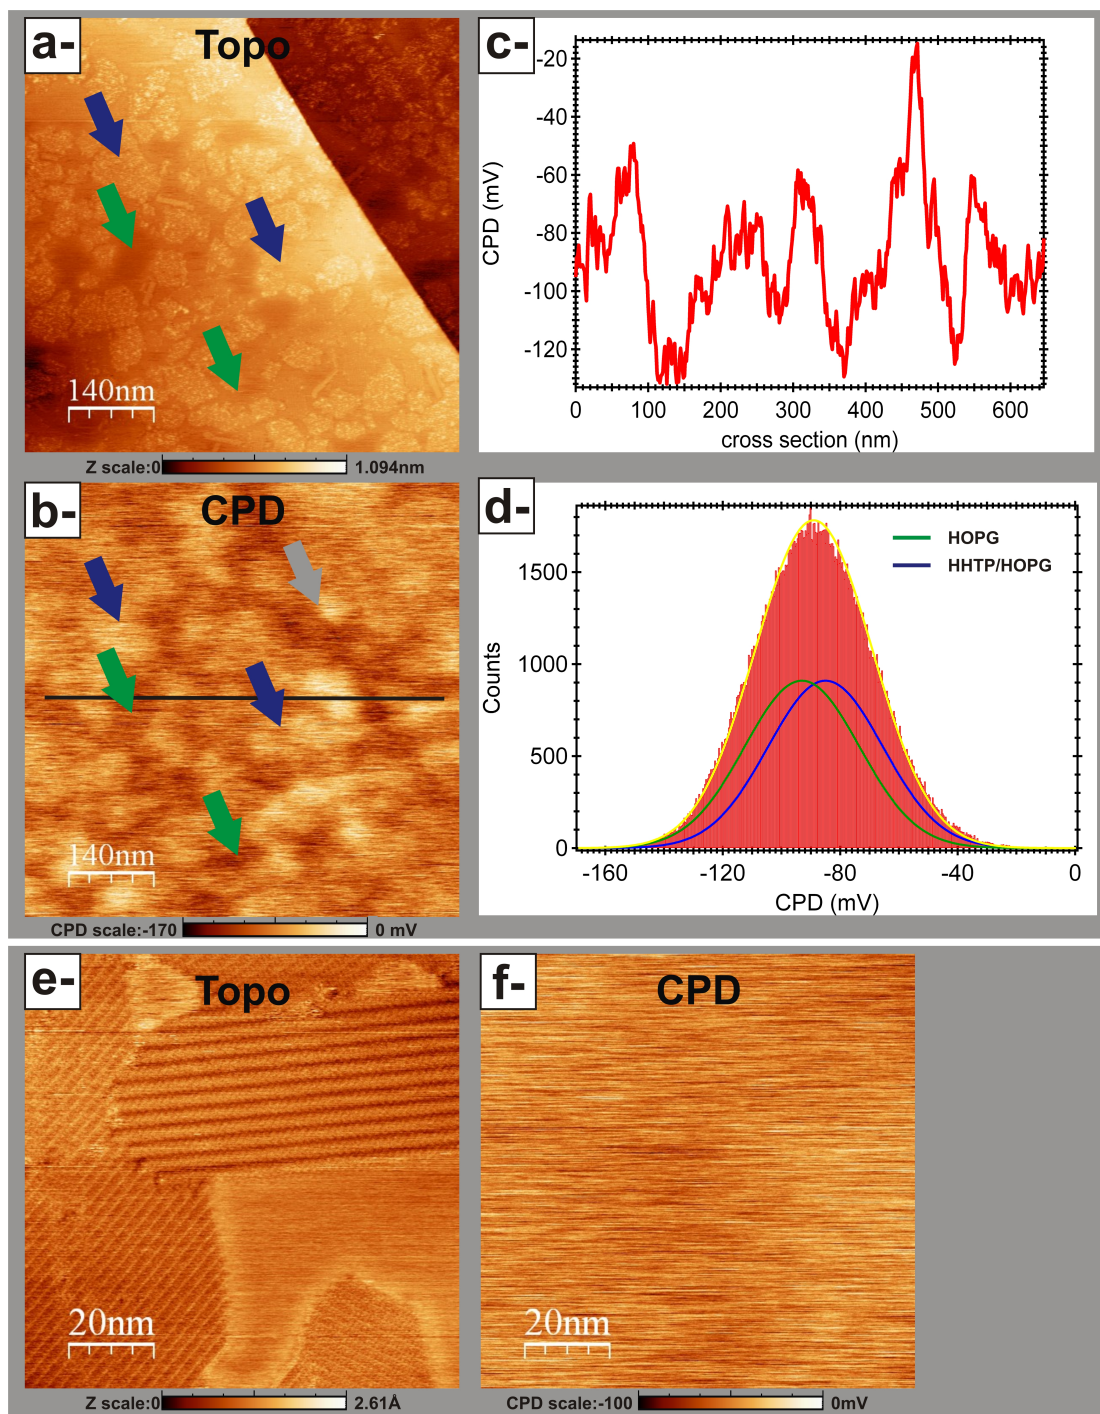 a-
Topo
140nm
Z scale:0
1.094nm
c-
-20
-40
-60
-80
-100
-120
CPD (mV)
0 100 200 300 400 500 600
cross section (nm)
b-
CPD
140nm
CPD scale:-170
0 mV
d-
HOPG
HHTP/HOPG
1500
1000
500
0
Counts
-160 -120 -80 -40 0
CPD (mV)
e-
Topo
20nm
Z scale:0
2.61Å
f-
CPD
20nm
CPD scale:-100
0mV